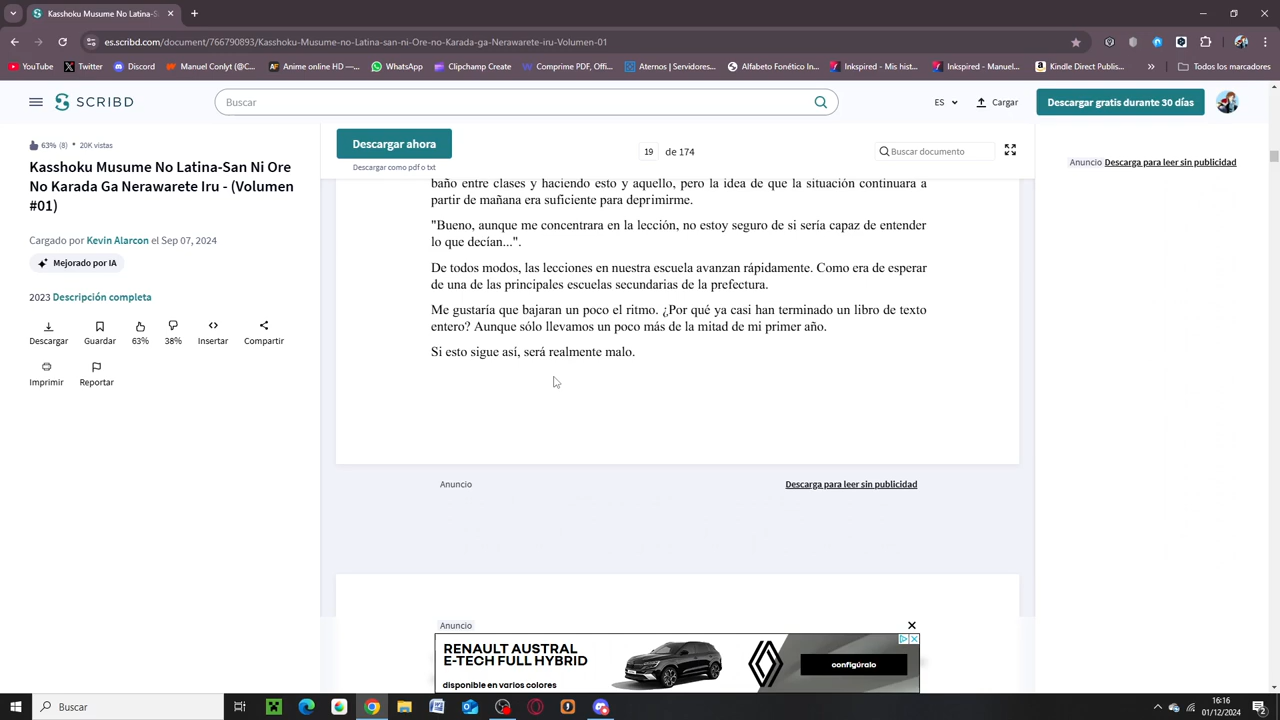 Kasshoku Musume No Latina-S
es.scribd.com/document/766790893/Kasshoku-Musume-no-Latina-san-ni-Ore-no-Karada-ga-Nerawarete-iru-Volumen-01
YouTube
Twitter
Discord
Manuel Conlyt (@C...
Anime online HD —...
WhatsApp
Clipchamp Create
Comprime PDF, Offi...
Aternos | Servidores...
Alfabeto Fonético In...
Inkspired - Mis hist...
Inkspired - Manuel...
Kindle Direct Publish...
»
Todos los marcadores
SCRIBD
Buscar
ES
Cargar
Descargar gratis durante 30 días
63% (8) • 20K vistas
Kasshoku Musume No Latina-San Ni Ore
No Karada Ga Nerawarete Iru - (Volumen
#01)
Cargado por Kevin Alarcon el Sep 07, 2024
Mejorado por IA
2023 Descripción completa
Descargar
Guardar
63%
38%
Insertar
Compartir
Imprimir
Reportar
Descargar ahora
Descargar como pdf o txt
19 de 174
Buscar documento
Anuncio Descarga para leer sin publicidad
baño entre clases y haciendo esto y aquello, pero la idea de que la situación continuara a
partir de mañana era suficiente para deprimirme.
"Bueno, aunque me concentrara en la lección, no estoy seguro de si sería capaz de entender
lo que decían...".
De todos modos, las lecciones en nuestra escuela avanzan rápidamente. Como era de esperar
de una de las principales escuelas secundarias de la prefectura.
Me gustaría que bajaran un poco el ritmo. ¿Por qué ya casi han terminado un libro de texto
entero? Aunque sólo llevamos un poco más de la mitad de mi primer año.
Si esto sigue así, será realmente malo.
Anuncio
Descarga para leer sin publicidad
Anuncio
RENAULT AUSTRAL
E-TECH FULL HYBRID
disponible en varios colores
configúralo
Buscar
16:16
01/12/2024